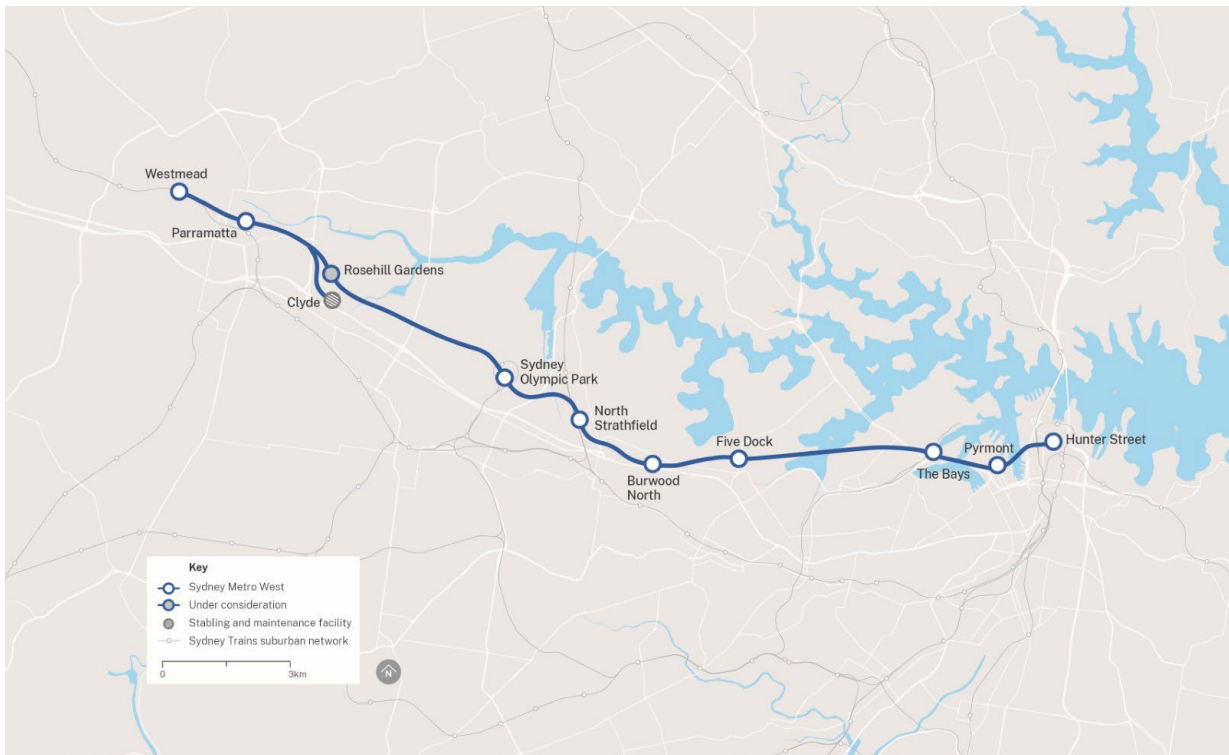 Westmead
Parramatta
Rosehill Gardens
Clyde
Sydney
Olympic Park
North
Strathfield
Burwood
North
Five Dock
The Bays
Pyrmont
Hunter Street
Key
Sydney Metro West
Under consideration
Stabling and maintenance facility
Sydney Trains suburban network
0
3km
N